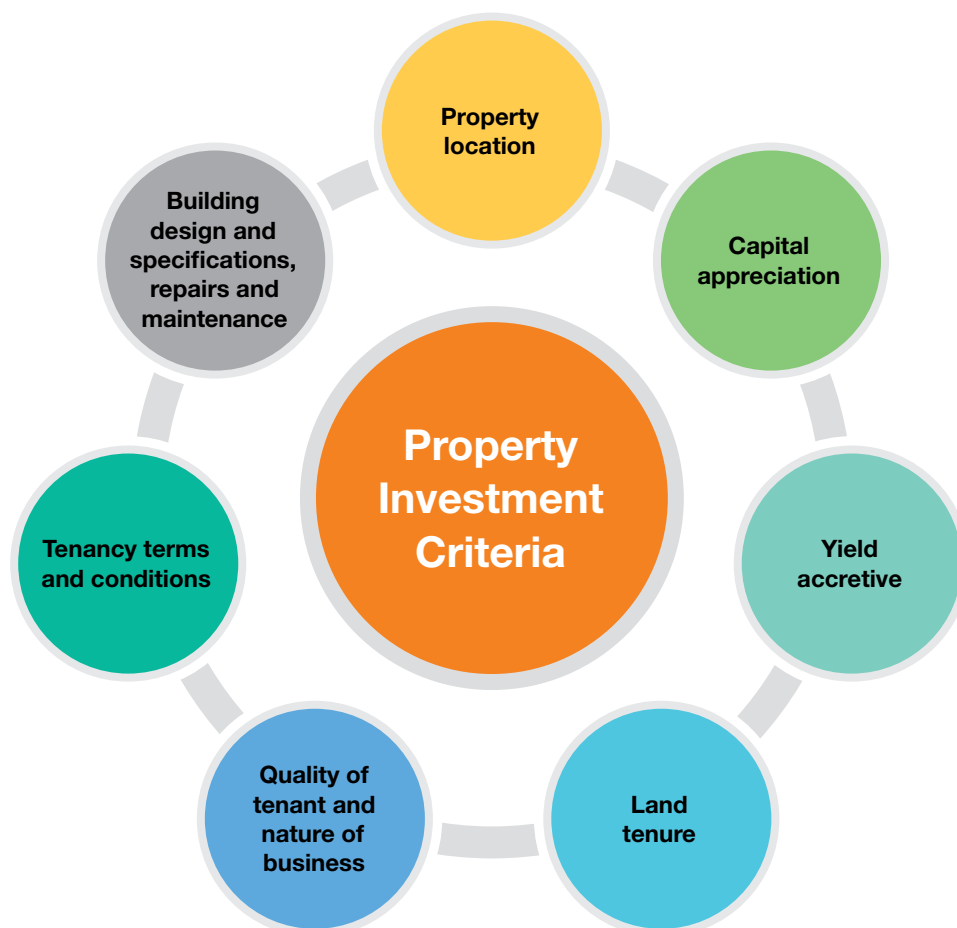 Property
location
Capital
appreciation
Yield
accretive
Land
tenure
Quality of
tenant and
nature of
business
Tenancy terms
and conditions
Building
design and
specifications,
repairs and
maintenance
Property
Investment
Criteria